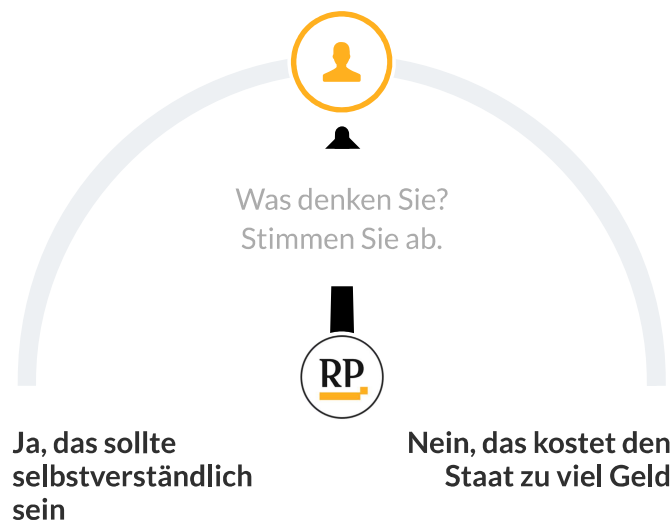 Was denken Sie?
Stimmen Sie ab.
RP
Ja, das sollte
selbstverständlich
sein
Nein, das kostet den
Staat zu viel Geld